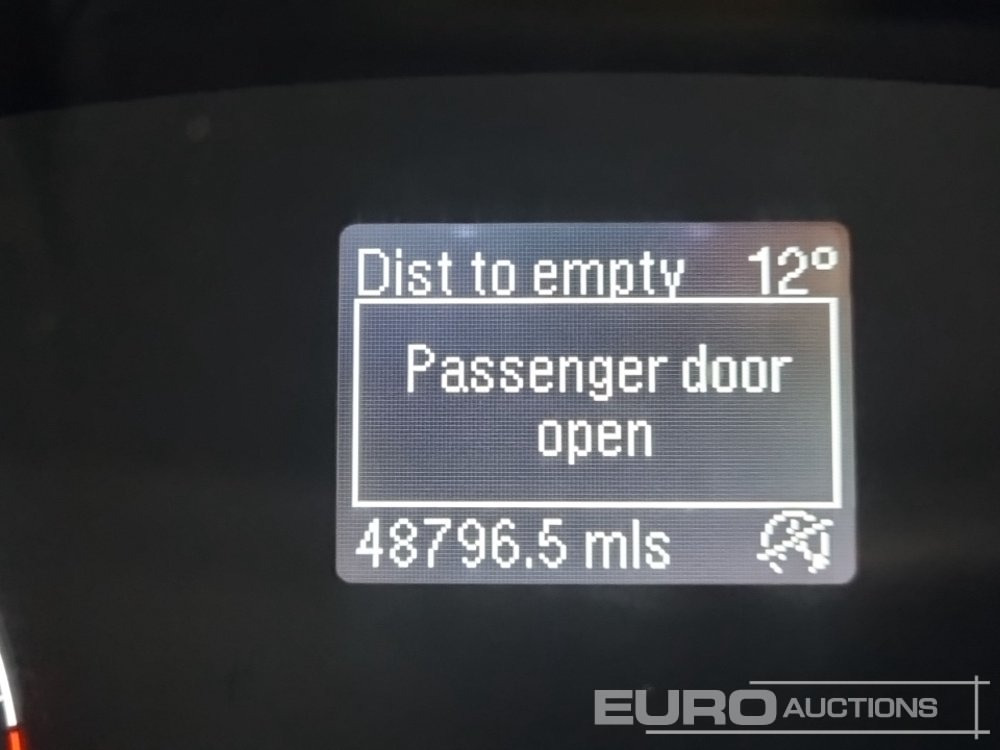 Dist to empty 12°
Passenger door
open
48796.5 mls
EURO AUCTIONS